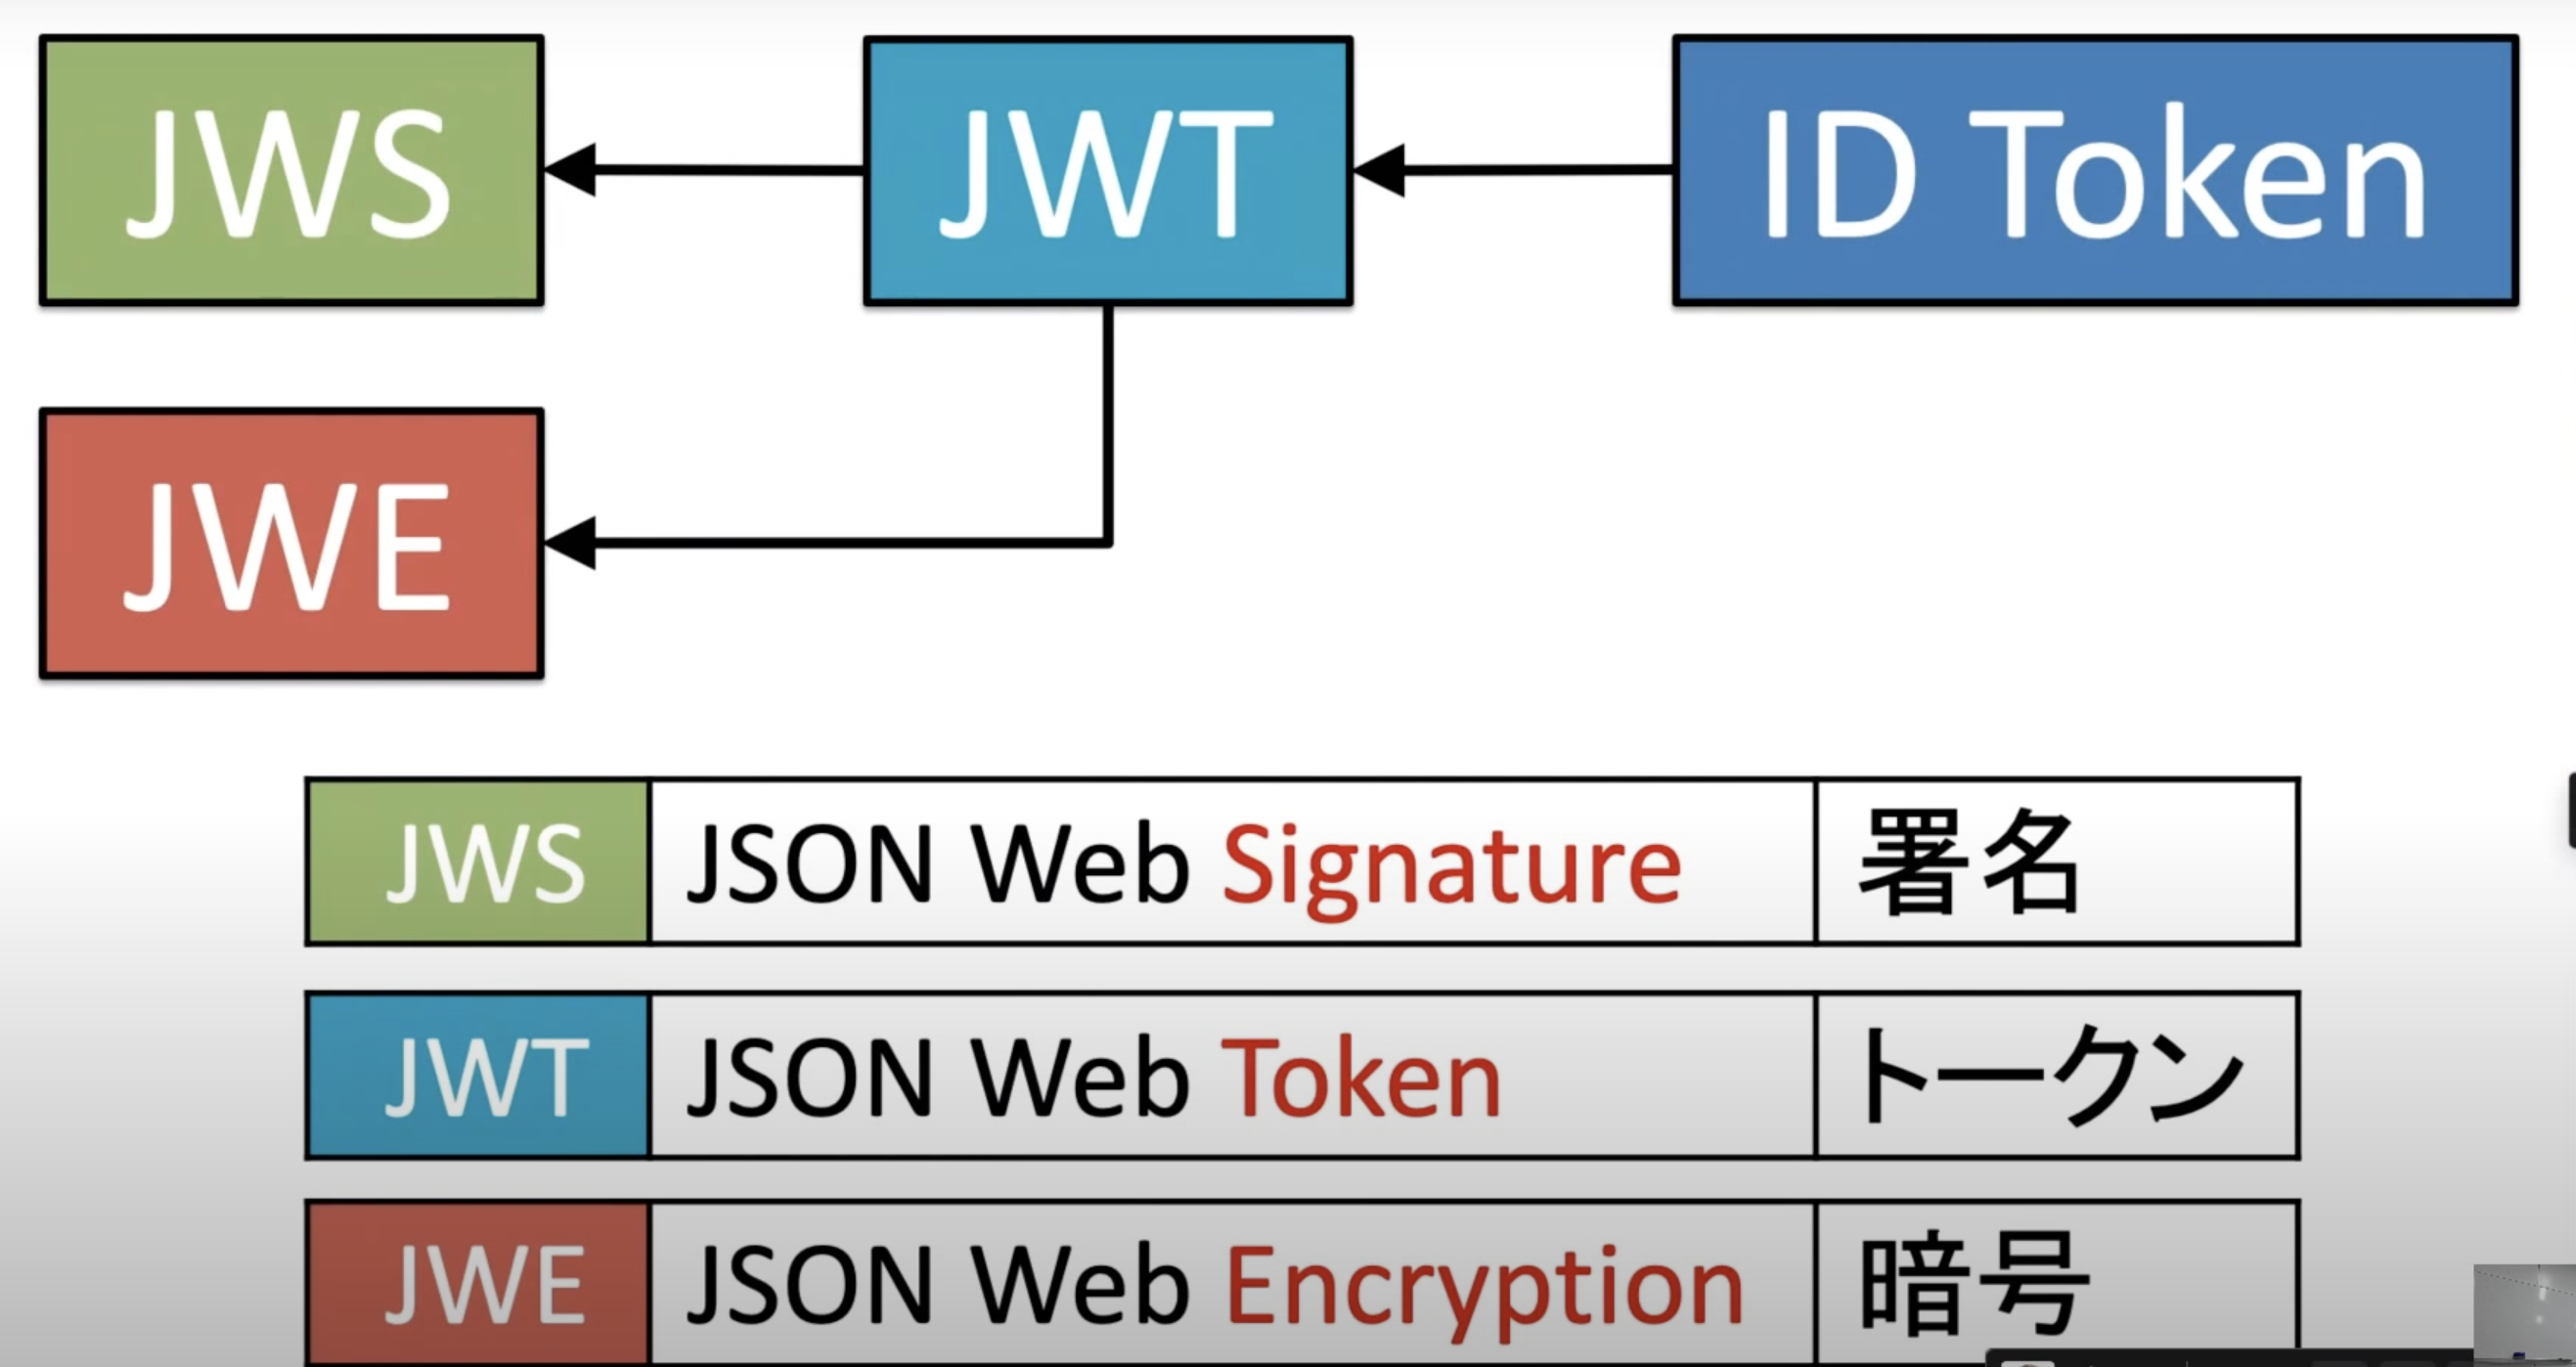 JWS
JWT
ID Token
JWE
JWS JSON Web Signature 署名
JWT JSON Web Token トークン
JWE JSON Web Encryption 暗号